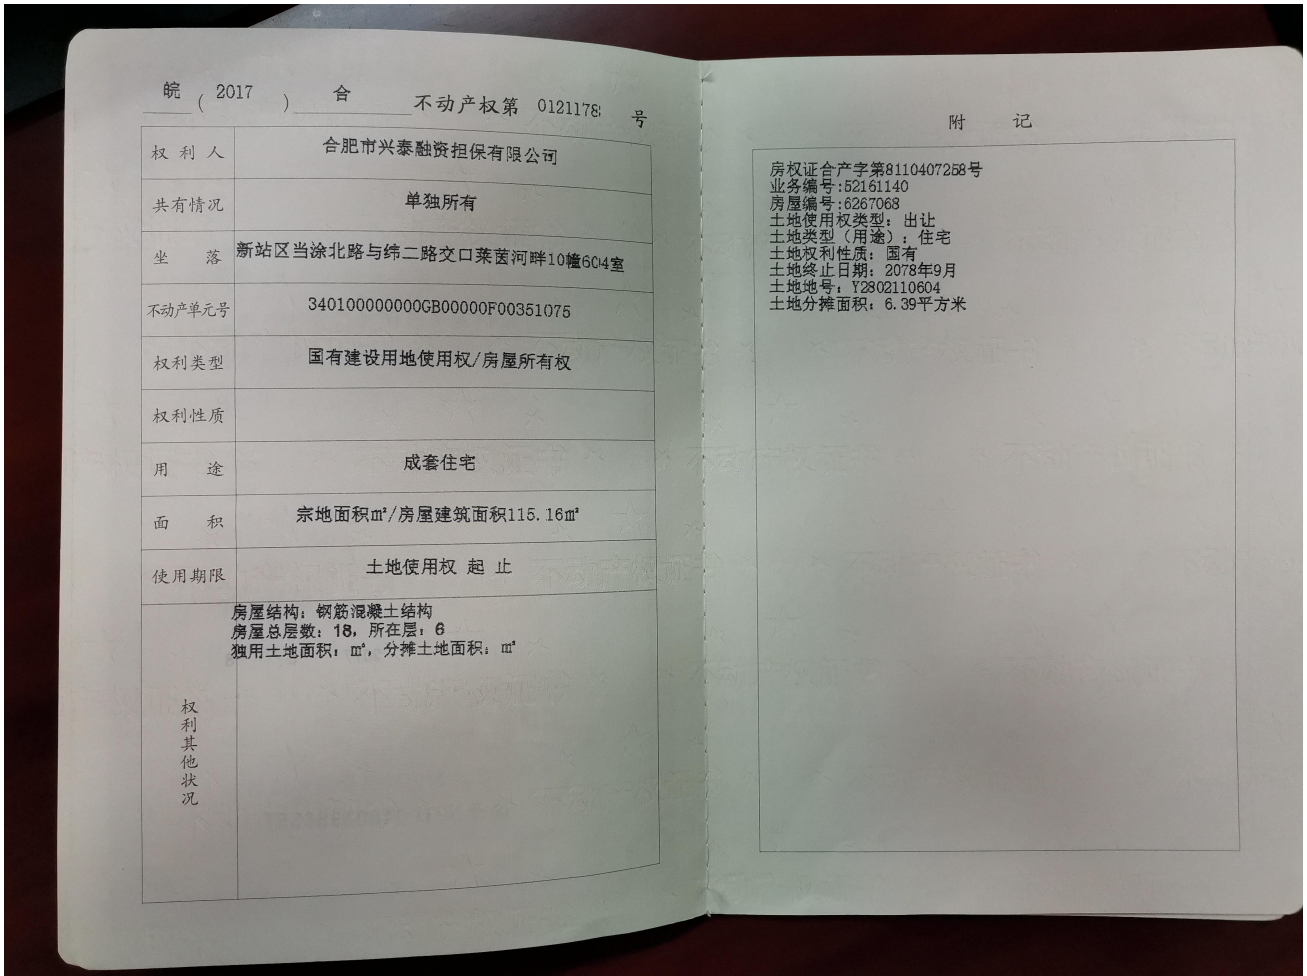 皖 ( 2017 ) 合 不动产权第 0121178 号
权利人 合肥市兴泰融资担保有限公司
共有情况 单独所有
坐落 新站区当涂北路与纬二路交口莱茵河畔10幢604室
不动产单元号 340100000000GB00000F00351075
权利类型 国有建设用地使用权/房屋所有权
权利性质
用途 成套住宅
面积 宗地面积㎡/房屋建筑面积115.16㎡
使用期限 土地使用权 起 止
权利其他状况
房屋结构：钢筋混凝土结构
房屋总层数：18，所在层：6
独用土地面积：㎡，分摊土地面积：㎡
附记
房权证合产字第8110407258号
业务编号:52161140
房屋编号:6267068
土地使用权类型：出让
土地类型（用途）：住宅
土地权利性质：国有
土地终止日期：2078年9月
土地地号：Y2802110604
土地分摊面积：6.39平方米